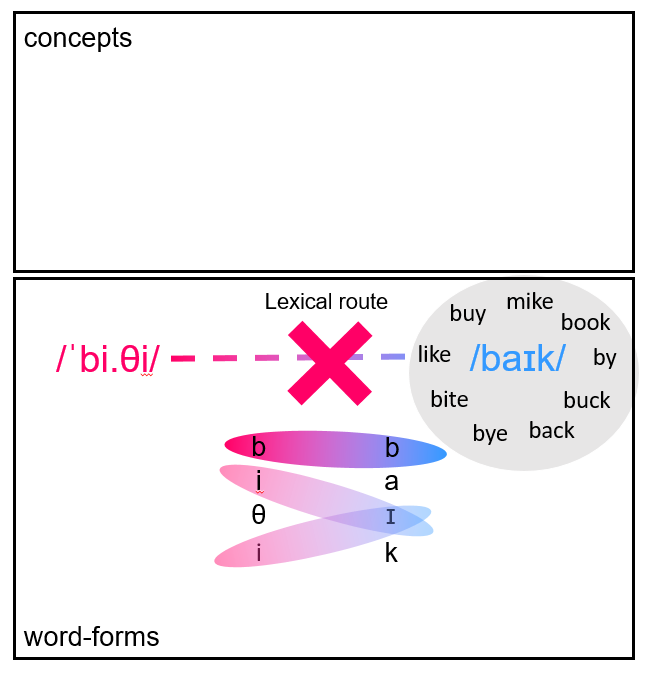 concepts
Lexical route
mike
buy
book
/ˈbi.θi/
like
/baɪk/
by
bite
buck
bye
back
b b
i a
θ ɪ
i k
word-forms